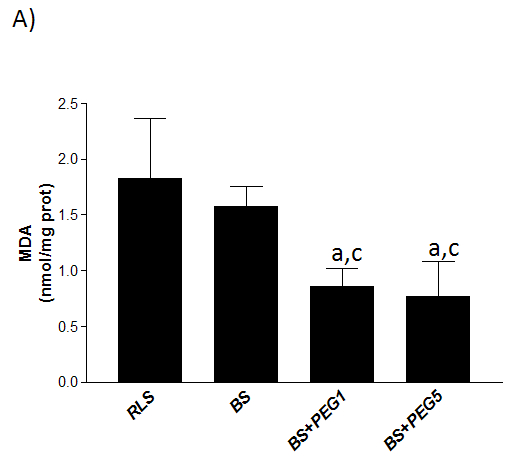 A)
2.5
2.0
1.5
1.0
0.5
0.0
MDA
(nmol/mg prot)
a,c
a,c
RLS
BS
BS+PEG1
BS+PEG5